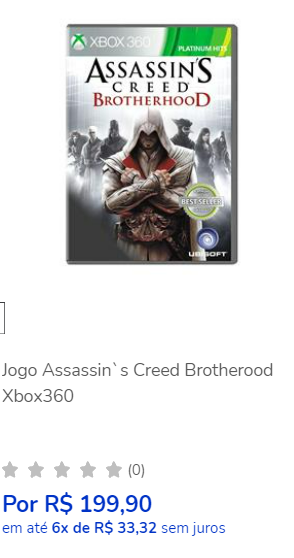 XBOX 360
PLATINUM HITS
ASSASSIN'S
CREED
BROTHERHOOD
BEST SELLER
UBISOFT
Jogo Assassin`s Creed Brotherood
Xbox360
(0)
Por R$ 199,90
em até 6x de R$ 33,32 sem juros